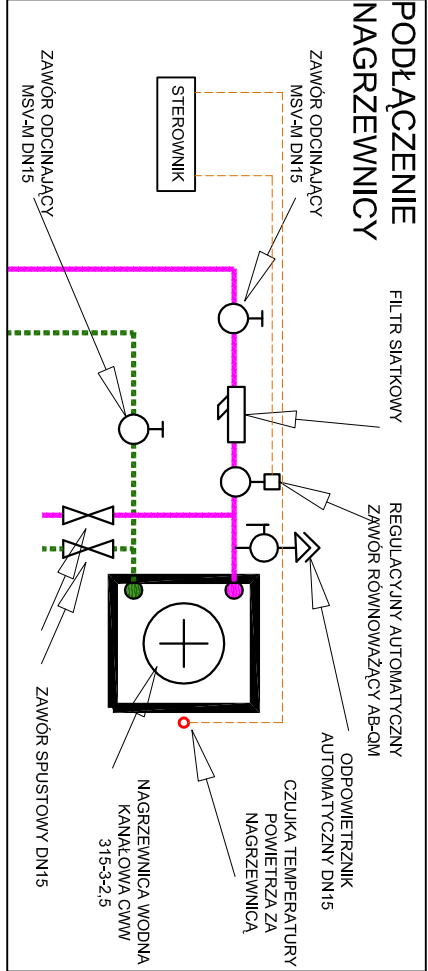 PODŁĄCZENIE
NAGRZEWNICY
ZAWÓR ODCINAJĄCY
MSV-M DN15
STEROWNIK
ZAWÓR ODCINAJĄCY
MSV-M DN15
FILTR SIATKOWY
REGULACYJNY AUTOMATYCZNY
ZAWÓR RÓWNOWAŻĄCY AB-QM
ODPOWIETRZNIK
AUTOMATYCZNY DN15
CZUJKA TEMPERATURY
POWIETRZA ZA
NAGRZEWNICĄ
NAGRZEWNICA WODNA
KANAŁOWA CWW
315-3-2,5
ZAWÓR SPUSTOWY DN15